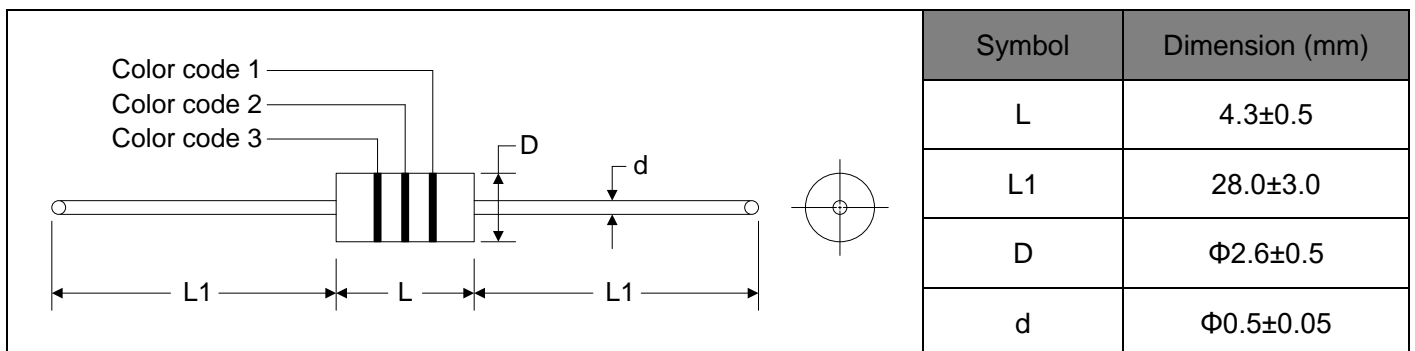 Color code 1
Color code 2
Color code 3
D
d
L1
L
L1
Symbol Dimension (mm)
L 4.3±0.5
L1 28.0±3.0
D Φ2.6±0.5
d Φ0.5±0.05